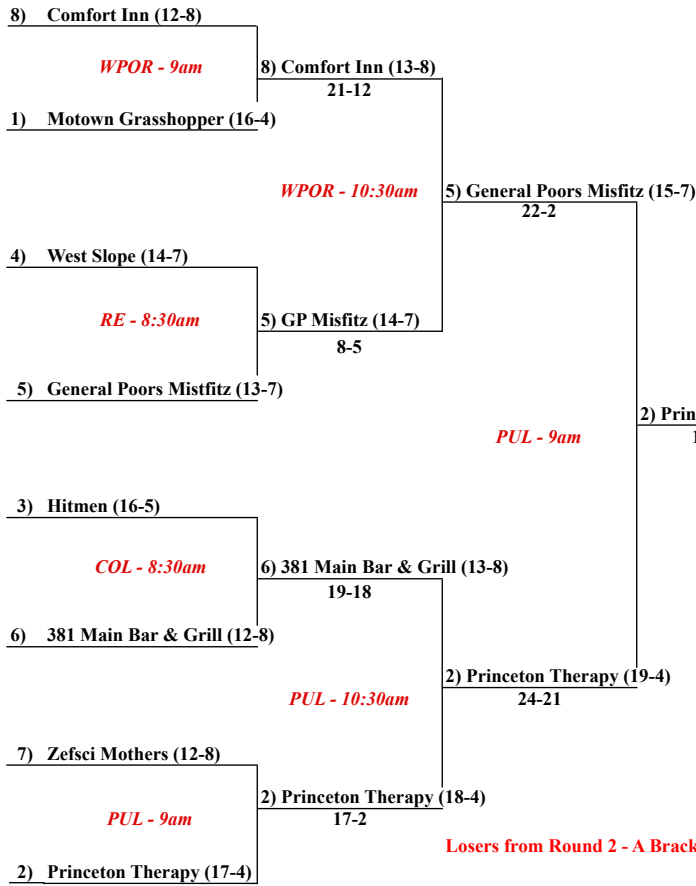 8) Comfort Inn (12-8)
WPOR - 9am
8) Comfort Inn (13-8)
21-12
1) Motown Grasshopper (16-4)
WPOR - 10:30am
5) General Poors Misfitz (15-7)
22-2
4) West Slope (14-7)
RE - 8:30am
5) GP Misfitz (14-7)
8-5
5) General Poors Mistfitz (13-7)
PUL - 9am
2) Prin
1
3) Hitmen (16-5)
COL - 8:30am
6) 381 Main Bar & Grill (13-8)
19-18
6) 381 Main Bar & Grill (12-8)
PUL - 10:30am
2) Princeton Therapy (19-4)
24-21
7) Zefsci Mothers (12-8)
PUL - 9am
2) Princeton Therapy (18-4)
17-2
2) Princeton Therapy (17-4)
Losers from Round 2 - A Brack